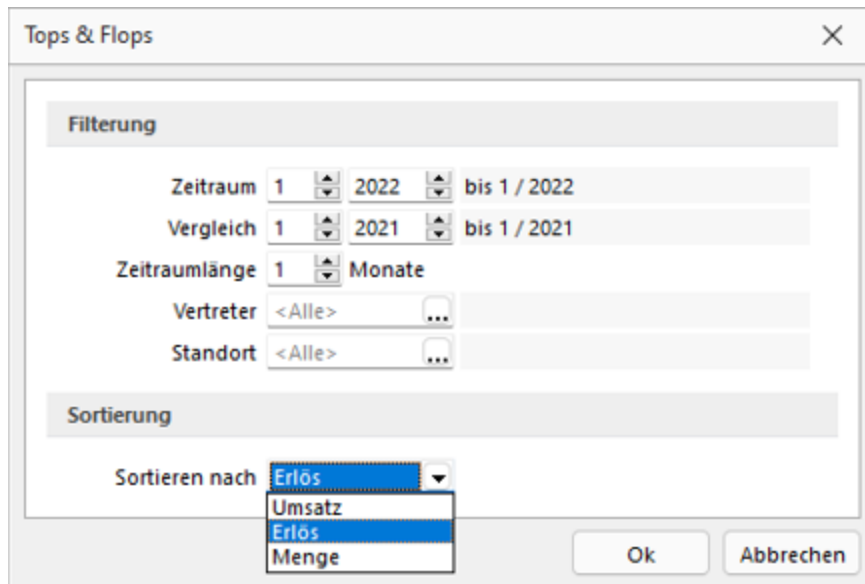 Tops & Flops
Filterung
Zeitraum 1 2022 bis 1 / 2022
Vergleich 1 2021 bis 1 / 2021
Zeitraumlänge 1 Monate
Vertreter <Alle> ...
Standort <Alle> ...
Sortierung
Sortieren nach Erlös
Umsatz
Erlös
Menge
Ok Abbrechen